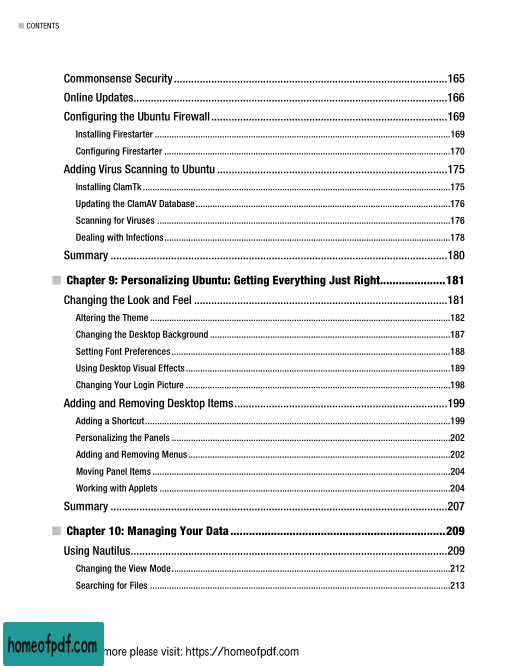 CONTENTS
Commonsense Security....................165
Online Updates....................166
Configuring the Ubuntu Firewall....................169
Installing Firestarter....................169
Configuring Firestarter....................170
Adding Virus Scanning to Ubuntu....................175
Installing ClamTk....................175
Updating the ClamAV Database....................176
Scanning for Viruses....................176
Dealing with Infections....................178
Summary....................180
Chapter 9: Personalizing Ubuntu: Getting Everything Just Right....................181
Changing the Look and Feel....................181
Altering the Theme....................182
Changing the Desktop Background....................187
Setting Font Preferences....................188
Using Desktop Visual Effects....................189
Changing Your Login Picture....................198
Adding and Removing Desktop Items....................199
Adding a Shortcut....................199
Personalizing the Panels....................202
Adding and Removing Menus....................202
Moving Panel Items....................204
Working with Applets....................204
Summary....................207
Chapter 10: Managing Your Data....................209
Using Nautilus....................209
Changing the View Mode....................212
Searching for Files....................213
homeofpdf.com more please visit: https://homeofpdf.com